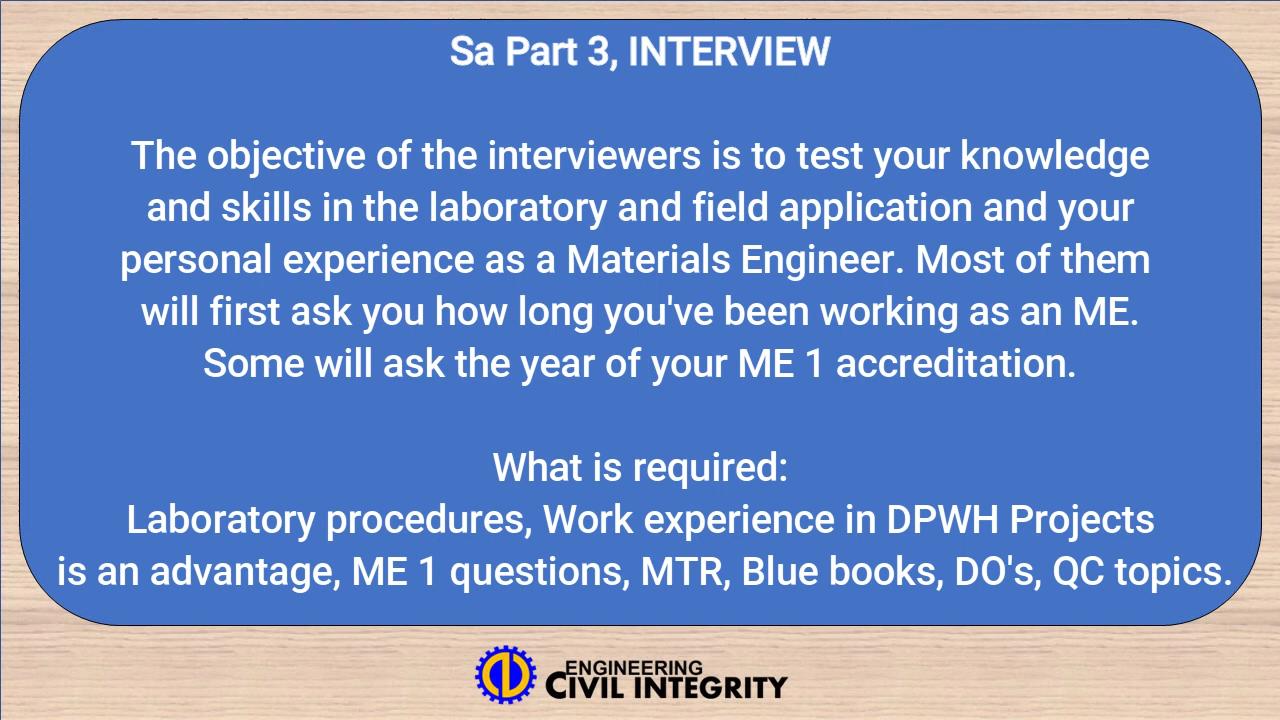 Sa Part 3, INTERVIEW
The objective of the interviewers is to test your knowledge
and skills in the laboratory and field application and your
personal experience as a Materials Engineer. Most of them
will first ask you how long you've been working as an ME.
Some will ask the year of your ME 1 accreditation.
What is required:
Laboratory procedures, Work experience in DPWH Projects
is an advantage, ME 1 questions, MTR, Blue books, DO's, QC topics.
ENGINEERING
CIVIL INTEGRITY